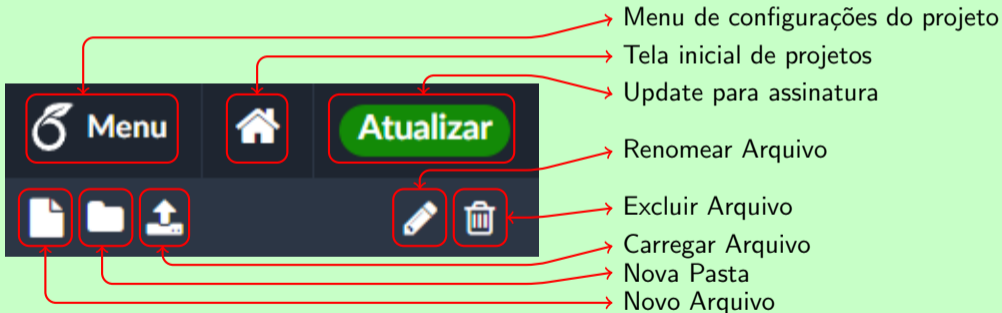 Menu de configurações do projeto
Tela inicial de projetos
Update para assinatura
Menu
Atualizar
Renomear Arquivo
Excluir Arquivo
Carregar Arquivo
Nova Pasta
Novo Arquivo